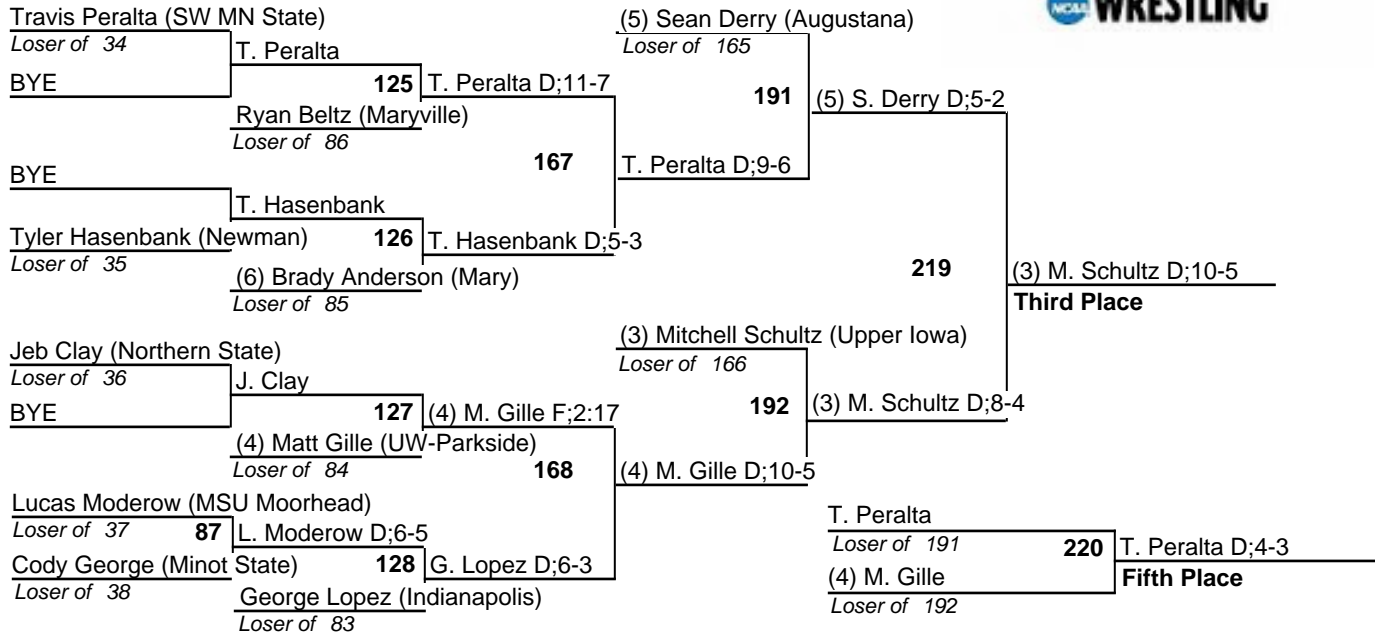 NCAA WRESTLING
Travis Peralta (SW MN State)
Loser of 34
T. Peralta
BYE
125 T. Peralta D;11-7
Ryan Beltz (Maryville)
Loser of 86
167
BYE
T. Hasenbank
Tyler Hasenbank (Newman)
Loser of 35
126 T. Hasenbank D;5-3
(6) Brady Anderson (Mary)
Loser of 85
(5) Sean Derry (Augustana)
Loser of 165
191 (5) S. Derry D;5-2
T. Peralta D;9-6
219 (3) M. Schultz D;10-5
Third Place
Jeb Clay (Northern State)
Loser of 36
J. Clay
BYE
127 (4) M. Gille F;2:17
(4) Matt Gille (UW-Parkside)
Loser of 84
168
Lucas Moderow (MSU Moorhead)
Loser of 37
87 L. Moderow D;6-5
Cody George (Minot State)
Loser of 38
128 G. Lopez D;6-3
George Lopez (Indianapolis)
Loser of 83
(3) Mitchell Schultz (Upper Iowa)
Loser of 166
192 (3) M. Schultz D;8-4
(4) M. Gille D;10-5
T. Peralta
Loser of 191
220 T. Peralta D;4-3
(4) M. Gille
Fifth Place
Loser of 192